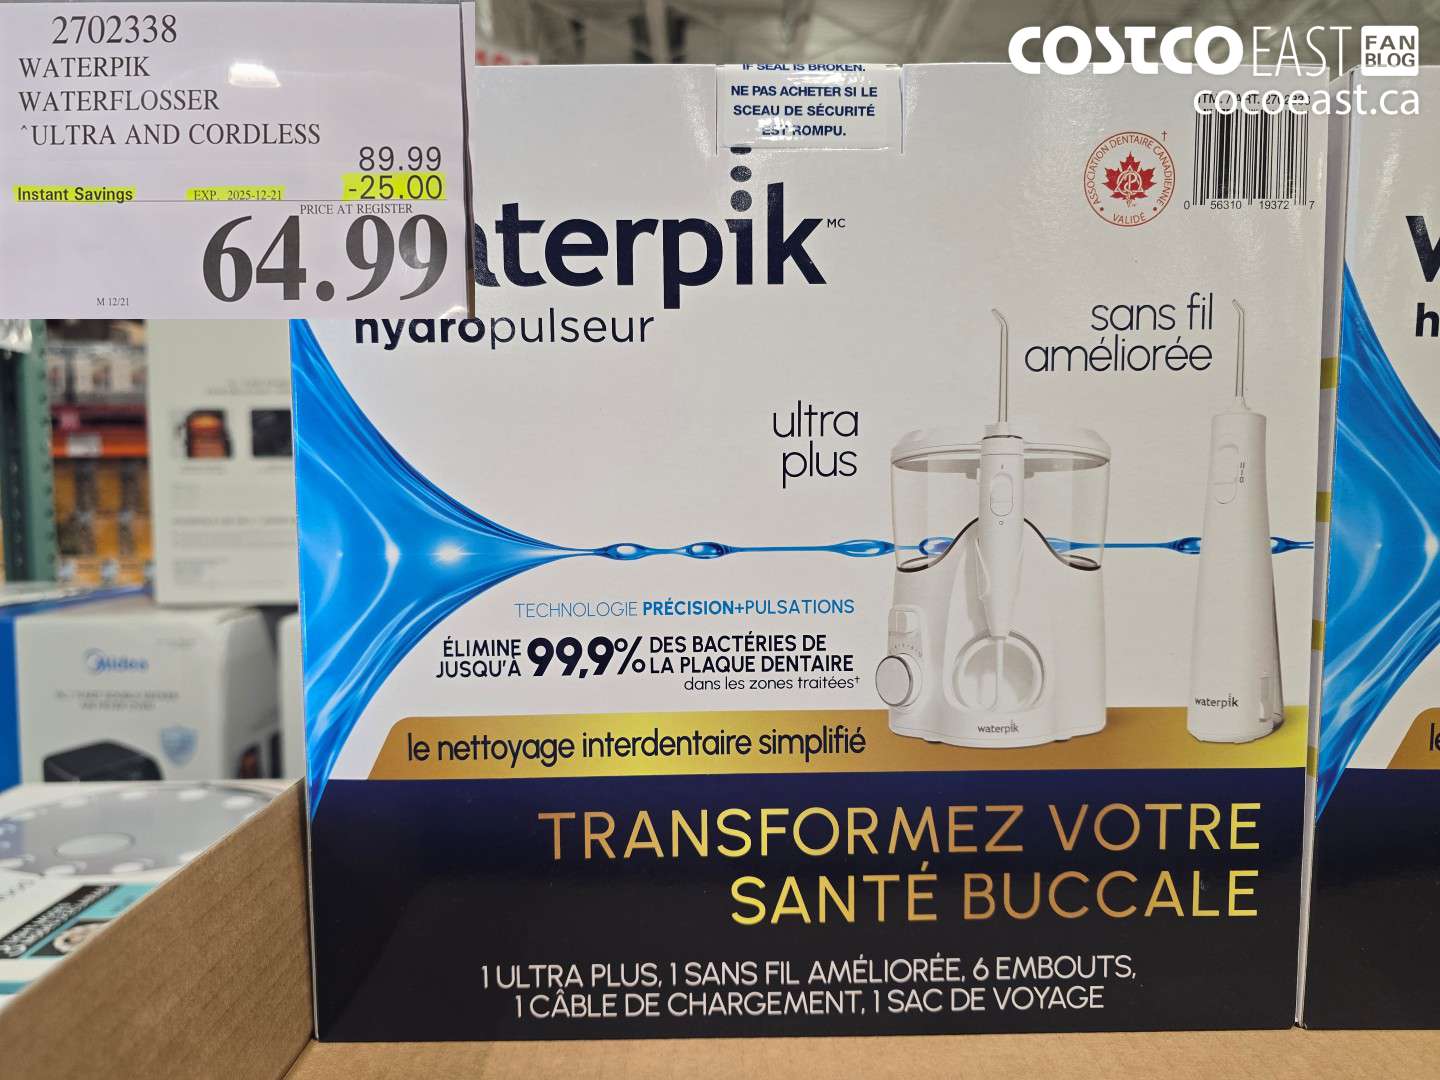 2702338
WATERPIK
WATERFLOSSER
^ULTRA AND CORDLESS
89.99
Instant Savings EXP. 2025-12-21 -25.00
PRICE AT REGISTER
64.99
M 12/21
COSTCO EAST FAN BLOG
cocoeast.ca
IF SEAL IS BROKEN.
NE PAS ACHETER SI LE
SCEAU DE SÉCURITÉ
EST ROMPU.
ASSOCIATION DENTAIRE CANADIENNE
VALIDÉ
†
0 56310 19372 7
terpik MC
hydropulseur
sans fil
améliorée
ultra
plus
TECHNOLOGIE PRÉCISION+PULSATIONS
ÉLIMINE
JUSQU'À 99,9% DES BACTÉRIES DE
LA PLAQUE DENTAIRE
dans les zones traitées†
waterpik
waterpik
le nettoyage interdentaire simplifié
TRANSFORMEZ VOTRE
SANTÉ BUCCALE
1 ULTRA PLUS, 1 SANS FIL AMÉLIORÉE, 6 EMBOUTS,
1 CÂBLE DE CHARGEMENT, 1 SAC DE VOYAGE
Midea